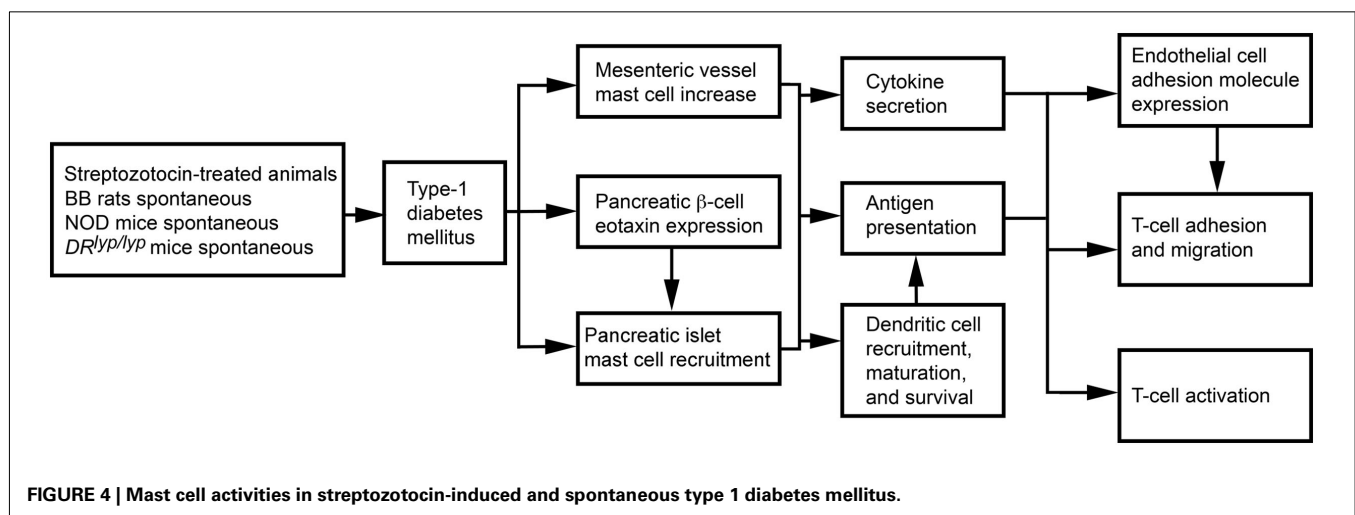 Streptozotocin-treated animals
BB rats spontaneous
NOD mice spontaneous
DRlyp/lyp mice spontaneous
Type-1
diabetes
mellitus
Mesenteric vessel
mast cell increase
Pancreatic β-cell
eotaxin expression
Pancreatic islet
mast cell recruitment
Cytokine
secretion
Antigen
presentation
Dendritic cell
recruitment,
maturation,
and survival
Endothelial cell
adhesion molecule
expression
T-cell adhesion
and migration
T-cell activation
FIGURE 4 | Mast cell activities in streptozotocin-induced and spontaneous type 1 diabetes mellitus.